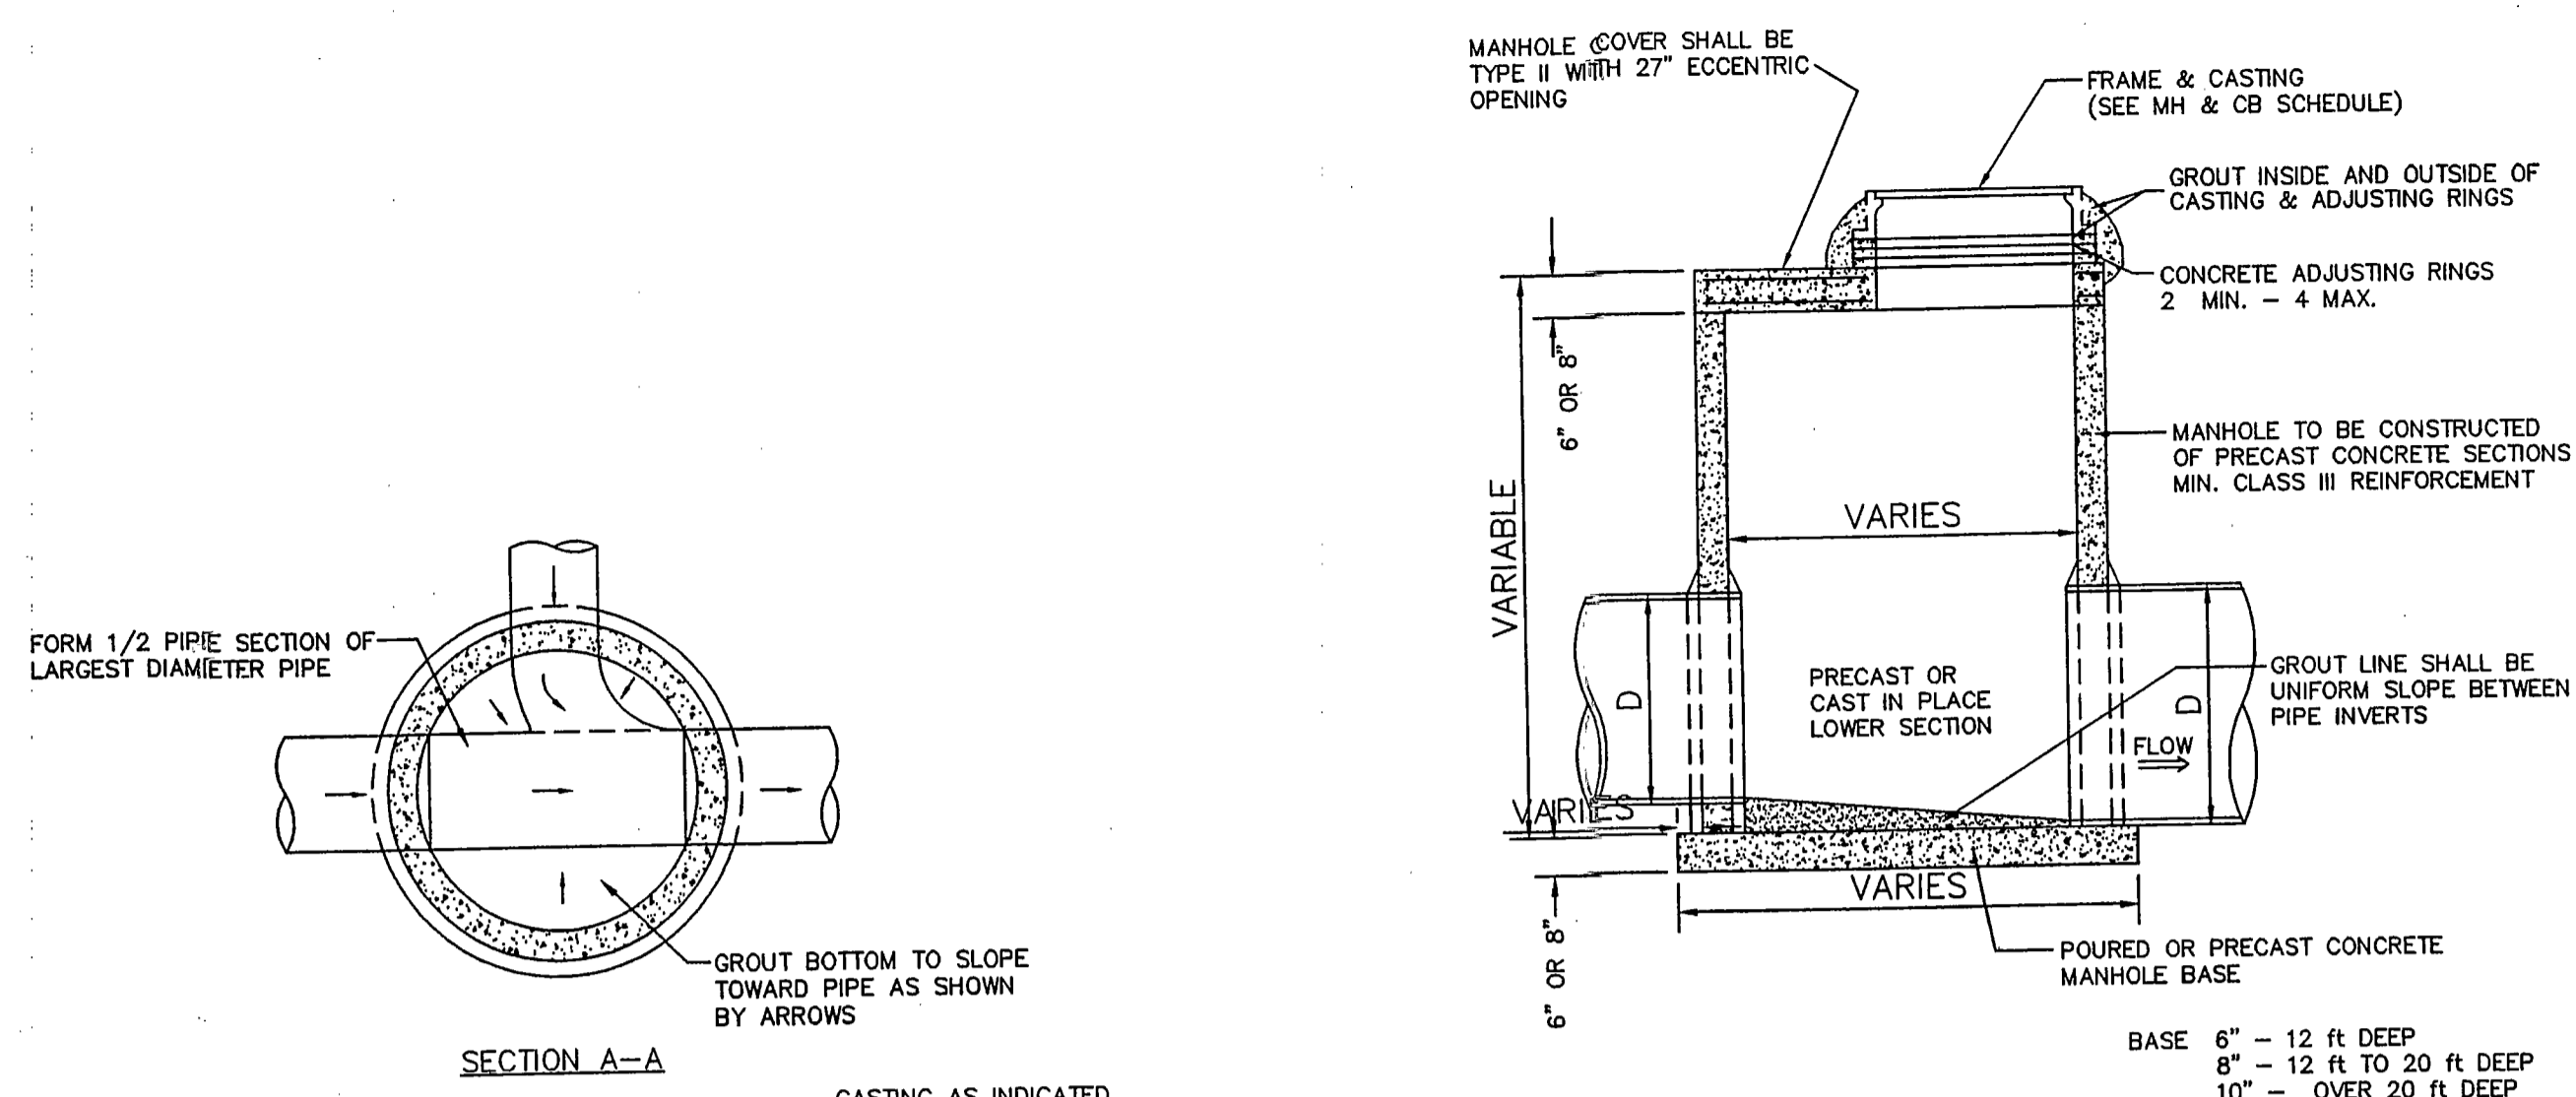 MANHOLE COVER SHALL BE
TYPE II WITH 27" ECCENTRIC
OPENING
FRAME & CASTING
(SEE MH & CB SCHEDULE)
GROUT INSIDE AND OUTSIDE OF
CASTING & ADJUSTING RINGS
CONCRETE ADJUSTING RINGS
2 MIN. – 4 MAX.
6" OR 8"
MANHOLE TO BE CONSTRUCTED
OF PRECAST CONCRETE SECTIONS
MIN. CLASS III REINFORCEMENT
VARIABLE
VARIES
FORM 1/2 PIPE SECTION OF
LARGEST DIAMETER PIPE
D
PRECAST OR
CAST IN PLACE
LOWER SECTION
D
GROUT LINE SHALL BE
UNIFORM SLOPE BETWEEN
PIPE INVERTS
FLOW
VARIES
VARIES
6" OR 8"
GROUT BOTTOM TO SLOPE
TOWARD PIPE AS SHOWN
BY ARROWS
POURED OR PRECAST CONCRETE
MANHOLE BASE
SECTION A–A
BASE 6" – 12 ft DEEP
8" – 12 ft TO 20 ft DEEP
10" – OVER 20 ft DEEP
CASTING AS INDICATED